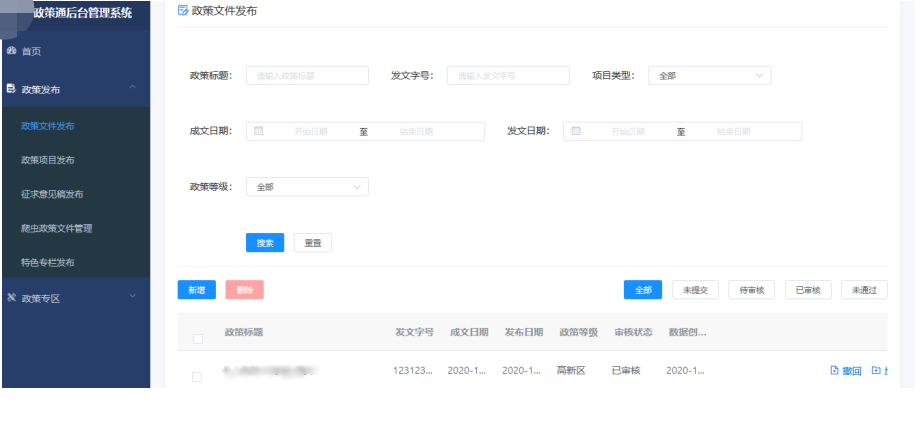 政策通后台管理系统
政策文件发布
首页
政策标题： 请输入政策标题 发文字号： 请输入发文字号 项目类型： 全部
政策发布
政策文件发布
成文日期： 开始日期 至 结束日期 发文日期： 开始日期 至 结束日期
政策项目发布
政策等级： 全部
征求意见稿发布
爬虫政策文件管理
搜索 重置
特色专栏发布
新增 删除 全部 未提交 待审核 已审核 未通过
政策专区
政策标题 发文字号 成文日期 发布日期 政策等级 审核状态 数据创...
123123... 2020-1... 2020-1... 高新区 已审核 2020-1... 撤回